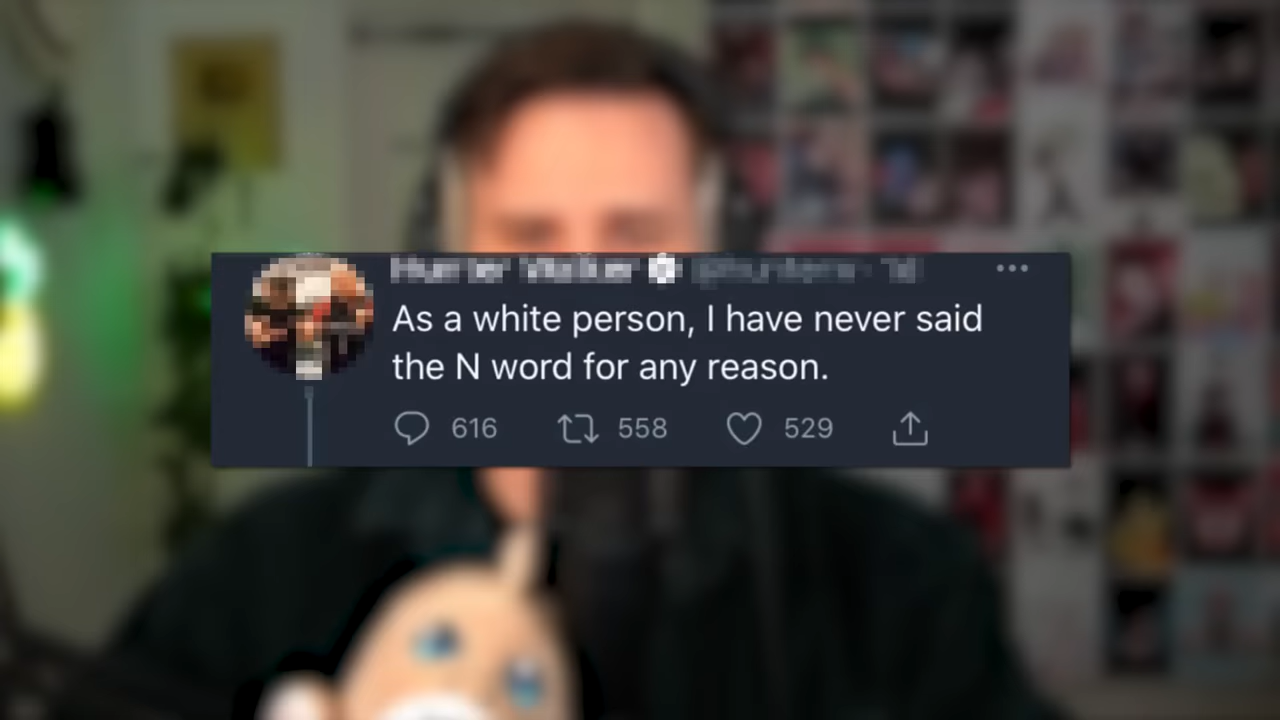 As a white person, I have never said
the N word for any reason.
616 558 529